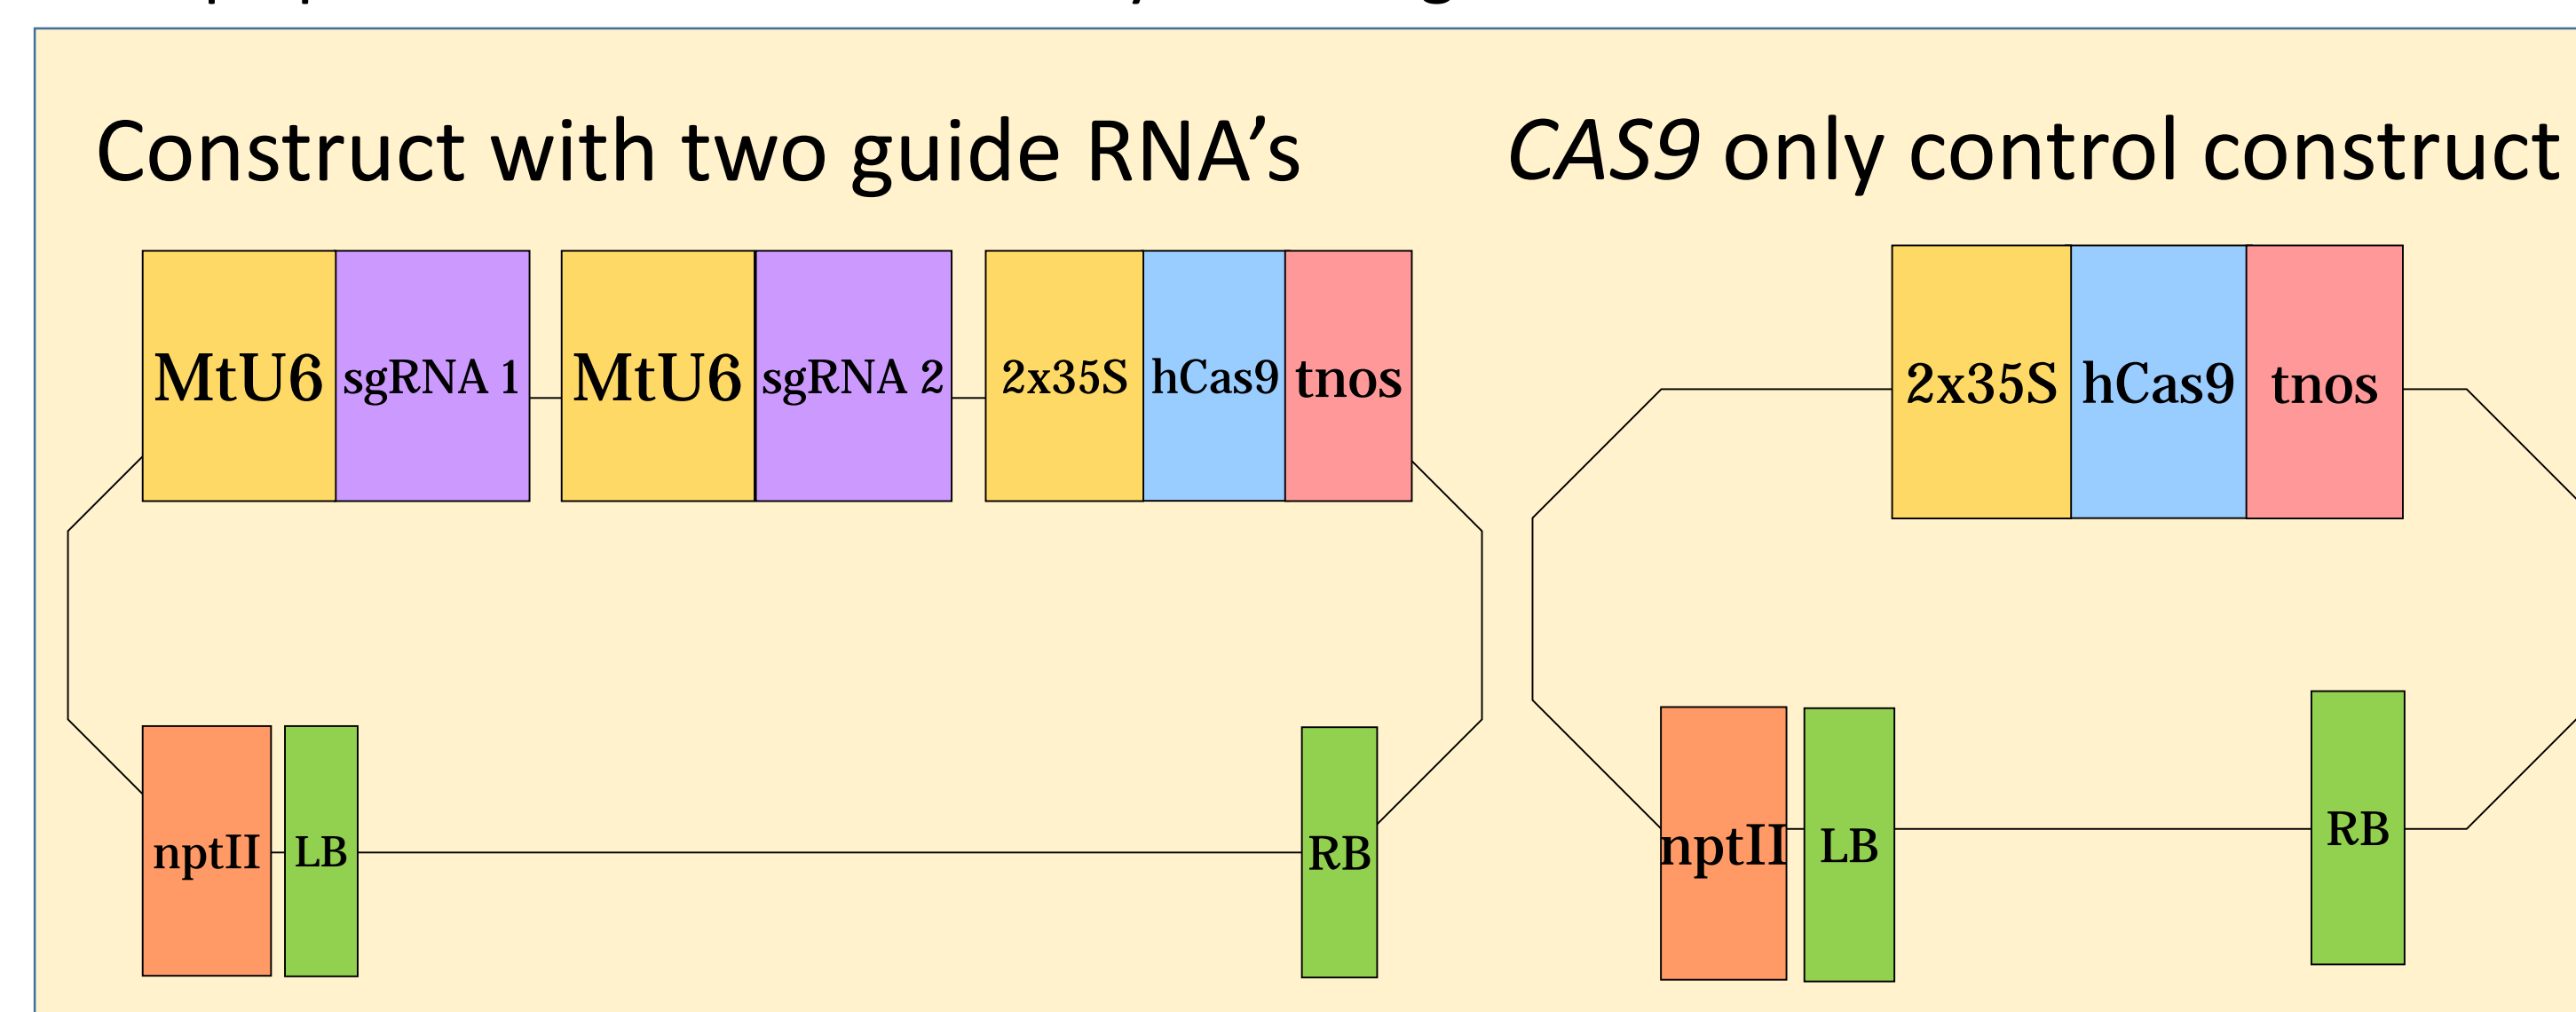 Construct with two guide RNA’s
CAS9 only control construct
MtU6 sgRNA 1 MtU6 sgRNA 2 2x35S hCas9 tnos
2x35S hCas9 tnos
nptII LB RB
nptII LB RB